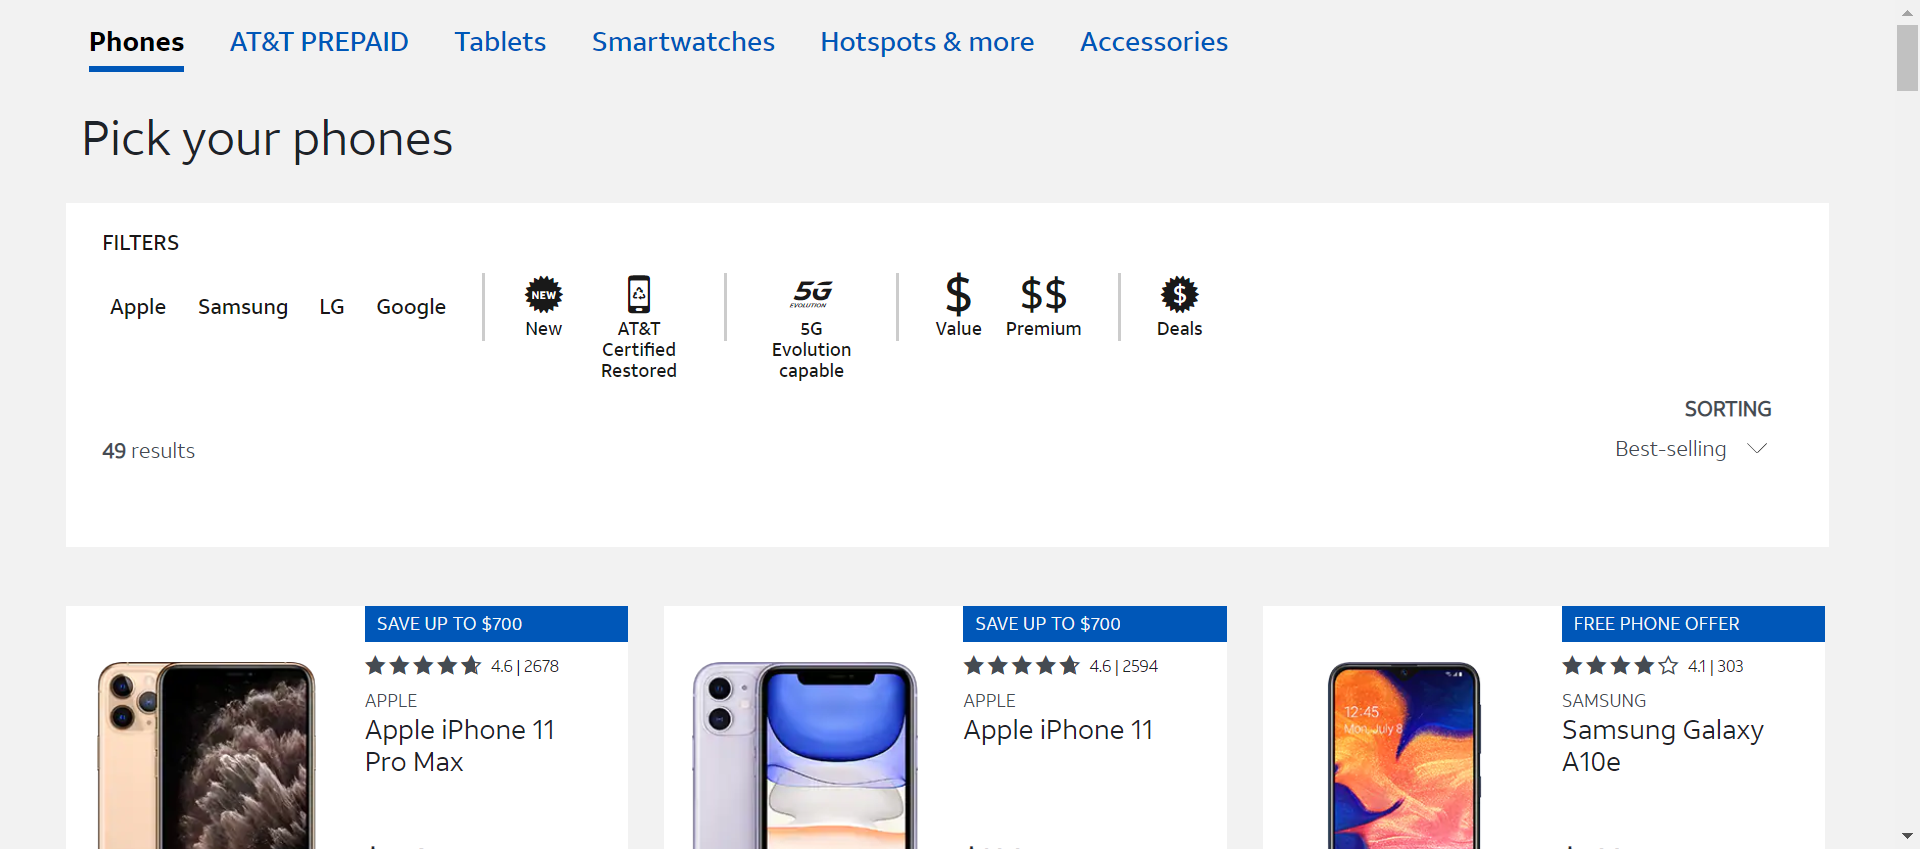 Phones AT&T PREPAID Tablets Smartwatches Hotspots & more Accessories
Pick your phones
FILTERS
Apple Samsung LG Google
NEW
New
AT&T
Certified
Restored
5G
EVOLUTION
5G
Evolution
capable
$
Value
$$
Premium
$
Deals
SORTING
Best-selling
49 results
SAVE UP TO $700
4.6 | 2678
APPLE
Apple iPhone 11
Pro Max
SAVE UP TO $700
4.6 | 2594
APPLE
Apple iPhone 11
FREE PHONE OFFER
4.1 | 303
SAMSUNG
Samsung Galaxy
A10e
12:45
Mon, July 8